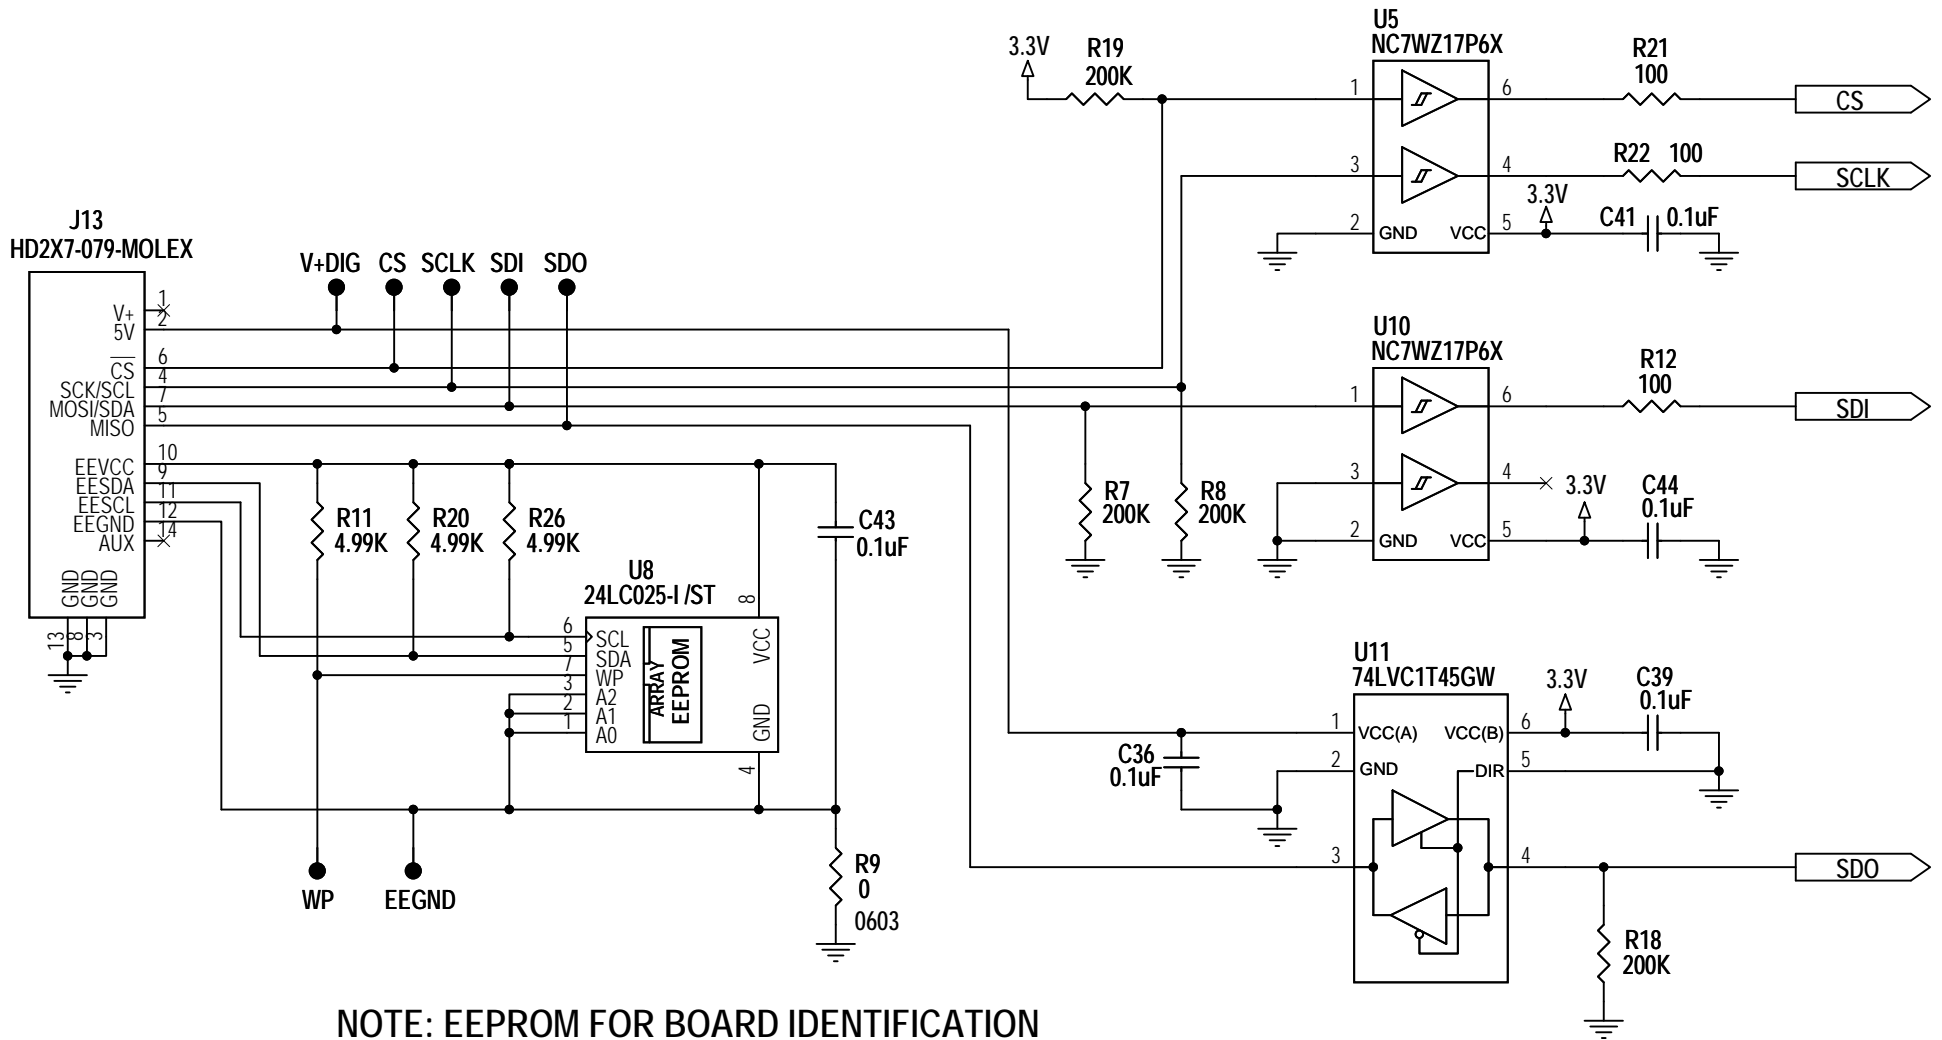 U5
NC7WZ17P6X
3.3V
R19
200K
1
6
R21
100
CS
3
4
R22 100
SCLK
2
GND
VCC
5
3.3V
C41 0.1uF
J13
HD2X7-079-MOLEX
V+DIG CS SCLK SDI SDO
V+
1
5V
2
CS
6
SCK/SCL
4
MOSI/SDA
7
MISO
5
EEVCC
10
EESDA
9
EESCL
11
EEGND
12
AUX
14
GND
GND
GND
13
8
3
U10
NC7WZ17P6X
1
6
R12
100
SDI
3
4
2
GND
VCC
5
3.3V
C44
0.1uF
R7
200K
R8
200K
R11
4.99K
R20
4.99K
R26
4.99K
C43
0.1uF
U8
24LC025-I /ST
6
SCL
5
SDA
7
WP
3
A2
2
A1
1
A0
ARRAY
EEPROM
8
VCC
GND
4
WP
EEGND
R9
0
0603
U11
74LVC1T45GW
3.3V
C39
0.1uF
1
VCC(A)
VCC(B)
6
C36
0.1uF
2
GND
DIR
5
3
4
SDO
R18
200K
NOTE: EEPROM FOR BOARD IDENTIFICATION